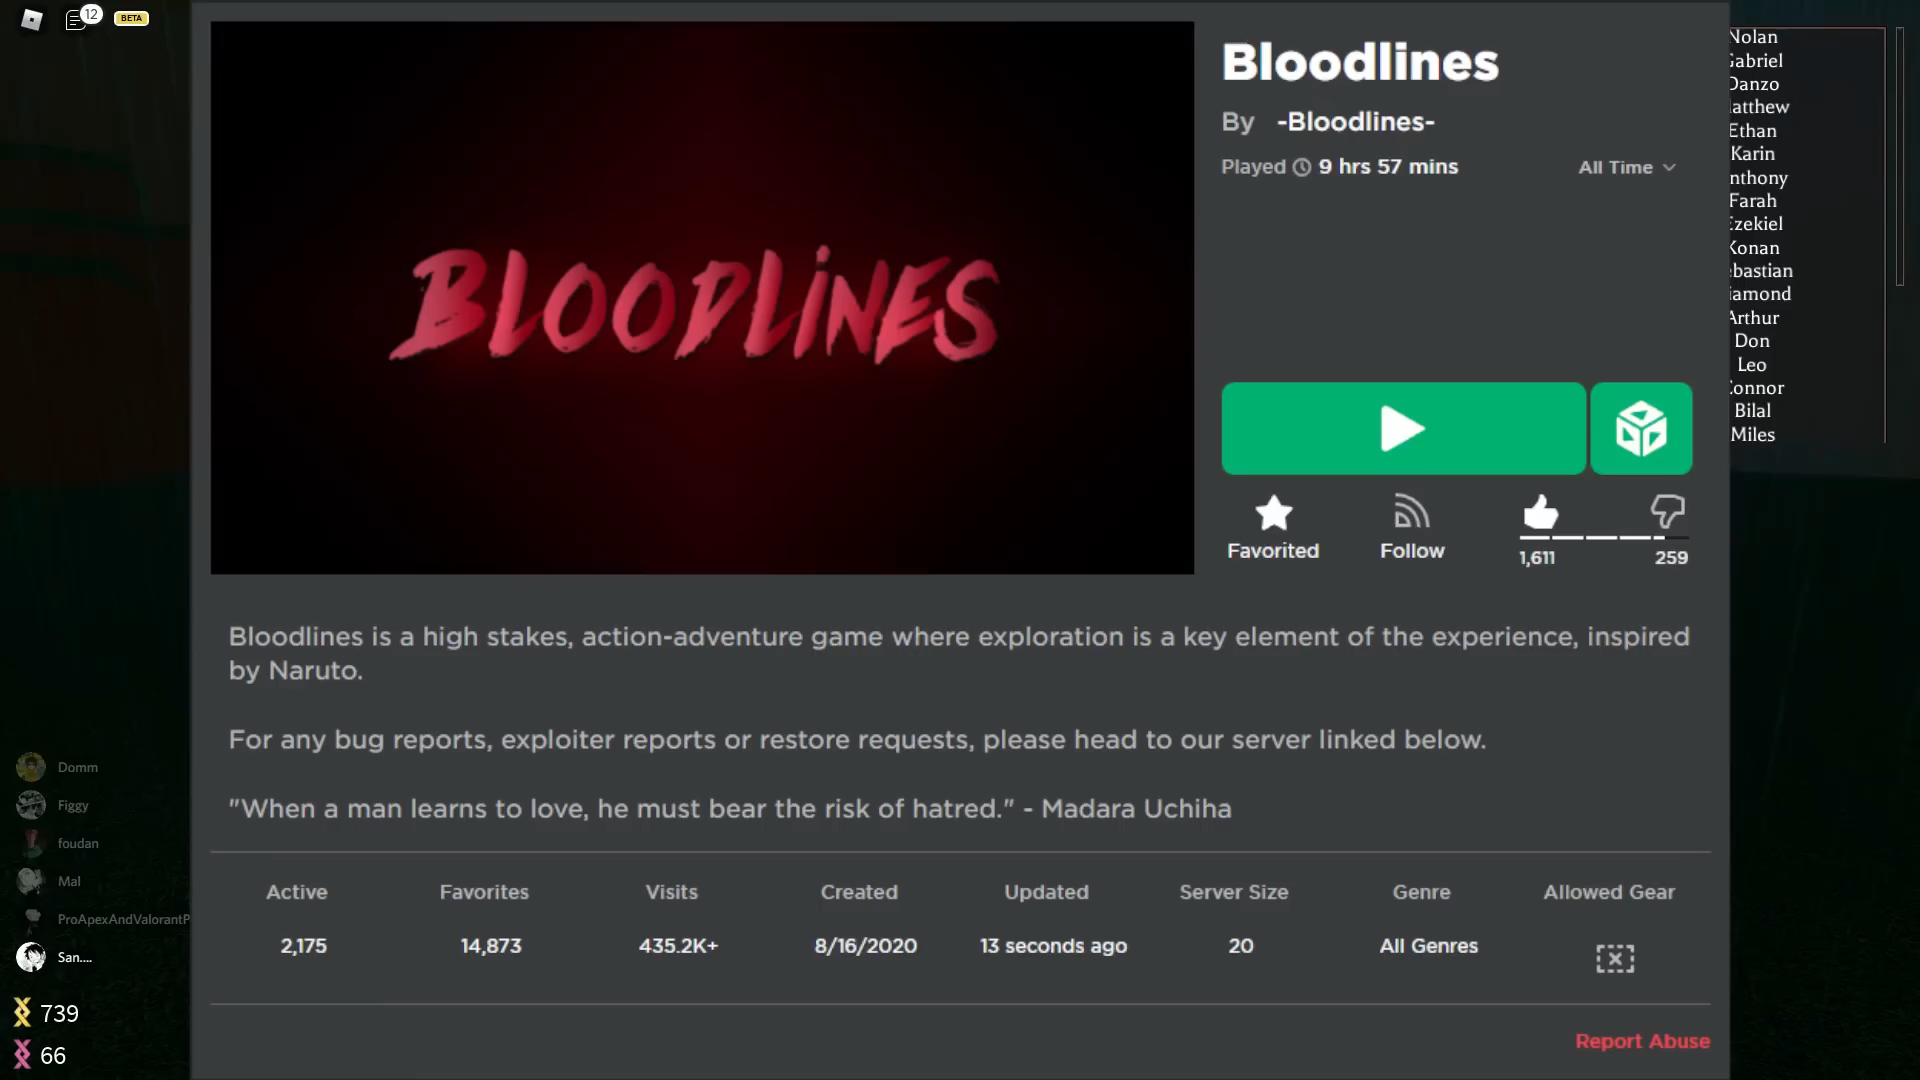 12
BETA
BLOODLINES
Bloodlines
By -Bloodlines-
Played 9 hrs 57 mins
All Time
Favorited
Follow
1,611
259
Nolan
Gabriel
Danzo
atthew
Ethan
Karin
nthony
Farah
Ezekiel
Konan
ebastian
iamond
Arthur
Don
Leo
Connor
Bilal
Miles
Bloodlines is a high stakes, action-adventure game where exploration is a key element of the experience, inspired
by Naruto.
For any bug reports, exploiter reports or restore requests, please head to our server linked below.
"When a man learns to love, he must bear the risk of hatred." - Madara Uchiha
Active Favorites Visits Created Updated Server Size Genre Allowed Gear
2,175 14,873 435.2K+ 8/16/2020 13 seconds ago 20 All Genres
Report Abuse
Domm
Figgy
foudan
Mal
ProApexAndValorantP
San....
739
66